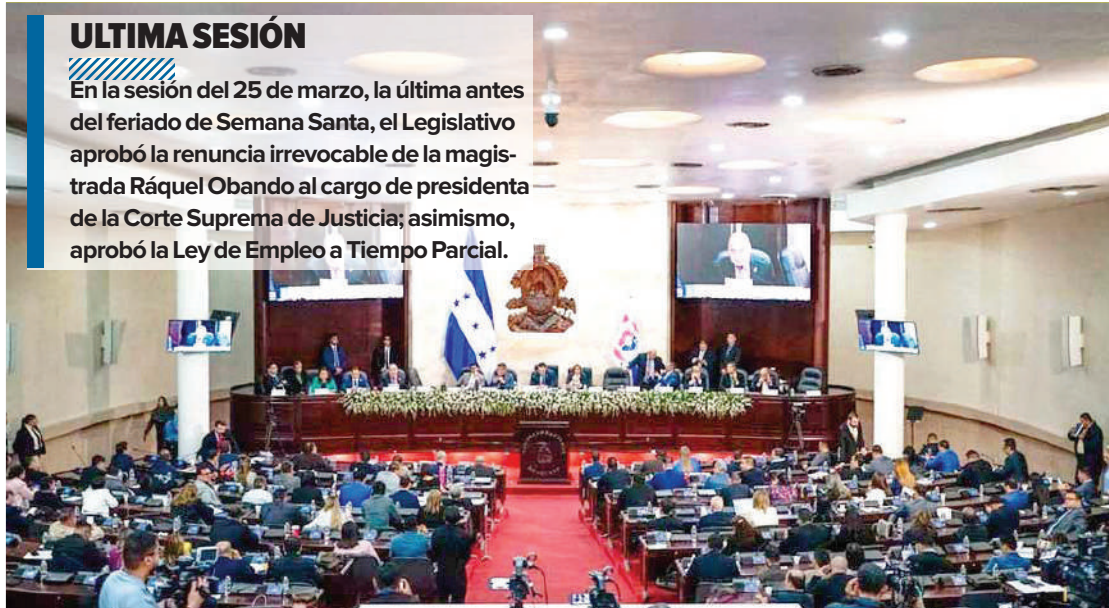 ULTIMA SESIÓN
En la sesión del 25 de marzo, la última antes
del feriado de Semana Santa, el Legislativo
aprobó la renuncia irrevocable de la magis-
trada Ráquel Obando al cargo de presidenta
de la Corte Suprema de Justicia; asimismo,
aprobó la Ley de Empleo a Tiempo Parcial.